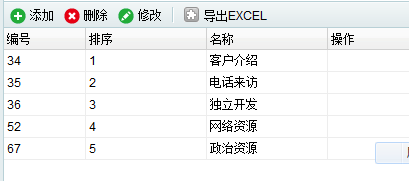 添加 删除 修改 导出EXCEL
编号 排序 名称 操作
34 1 客户介绍
35 2 电话来访
36 3 独立开发
52 4 网络资源
67 5 政治资源